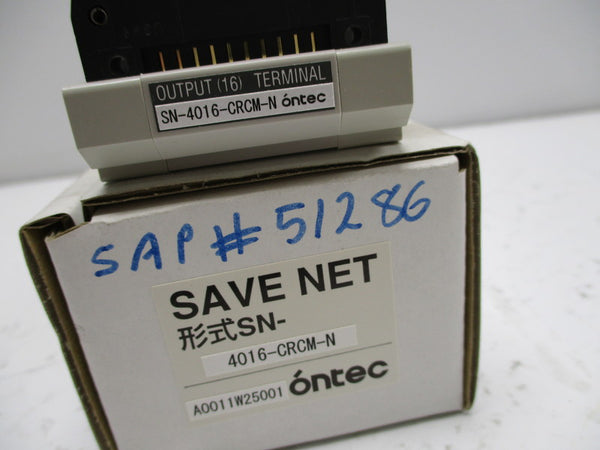 OUTPUT (16) TERMINAL
SN-4016-CRCM-N óntec
SAP # 51286
SAVE NET
形式SN-
4016-CRCM-N
A0011W25001 óntec